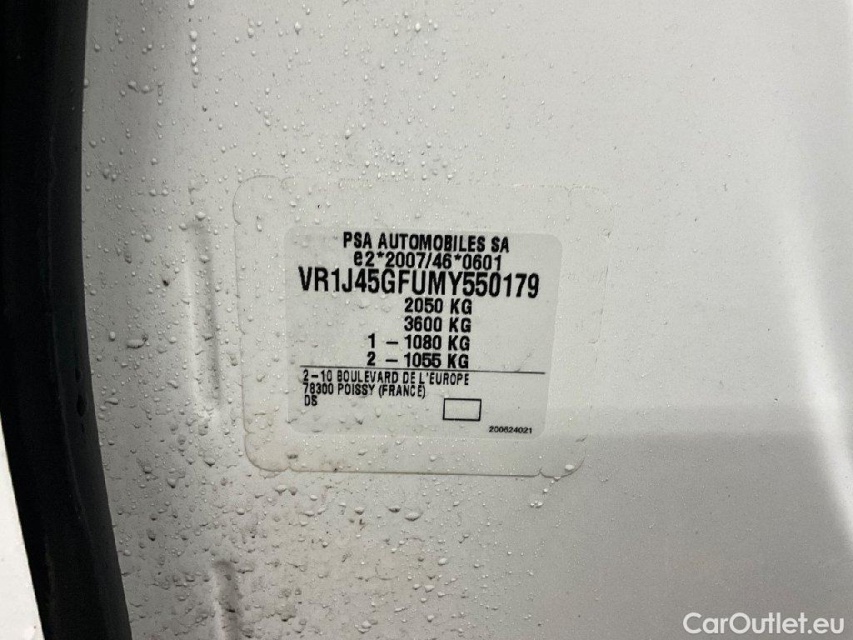 PSA AUTOMOBILES SA
e2*2007/46*0601
VR1J45GFUMY550179
2050 KG
3600 KG
1 - 1080 KG
2 - 1055 KG
2-10 BOULEVARD DE L'EUROPE
78300 POISSY (FRANCE)
DS
200624021
CarOutlet.eu